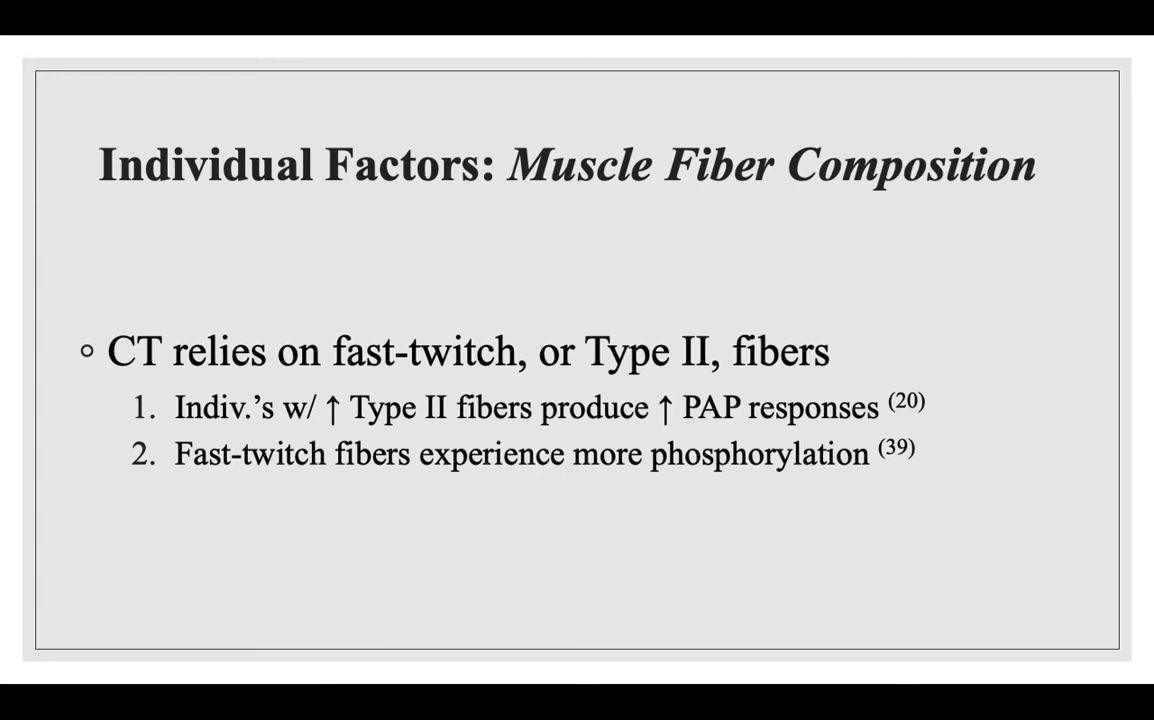 Individual Factors: Muscle Fiber Composition
◦ CT relies on fast-twitch, or Type II, fibers
1. Indiv.’s w/ ↑ Type II fibers produce ↑ PAP responses (20)
2. Fast-twitch fibers experience more phosphorylation (39)